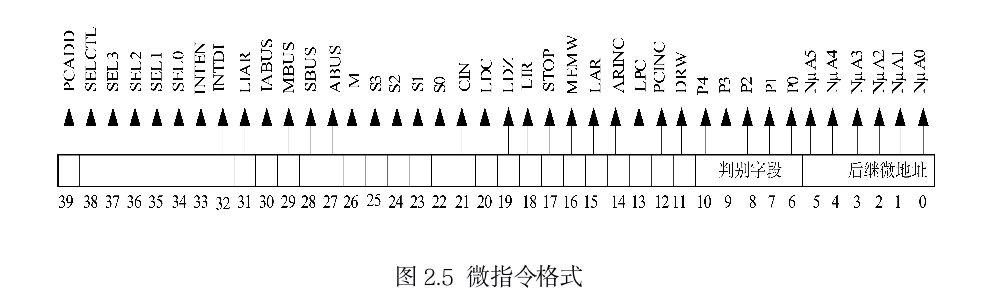 PCADD SELCTL SEL3 SEL2 SEL1 SEL0 INTEN INTDI LIAR IABUS MBUS SBUS ABUS M S3 S2 S1 S0 CIN LDC LDZ LIR STOP MEMW LAR ARINC LPC PCINC DRW P4 P3 P2 P1 P0 NμA5 NμA4 NμA3 NμA2 NμA1 NμA0
判别字段 后继微地址
39 38 37 36 35 34 33 32 31 30 29 28 27 26 25 24 23 22 21 20 19 18 17 16 15 14 13 12 11 10 9 8 7 6 5 4 3 2 1 0
图 2.5 微指令格式